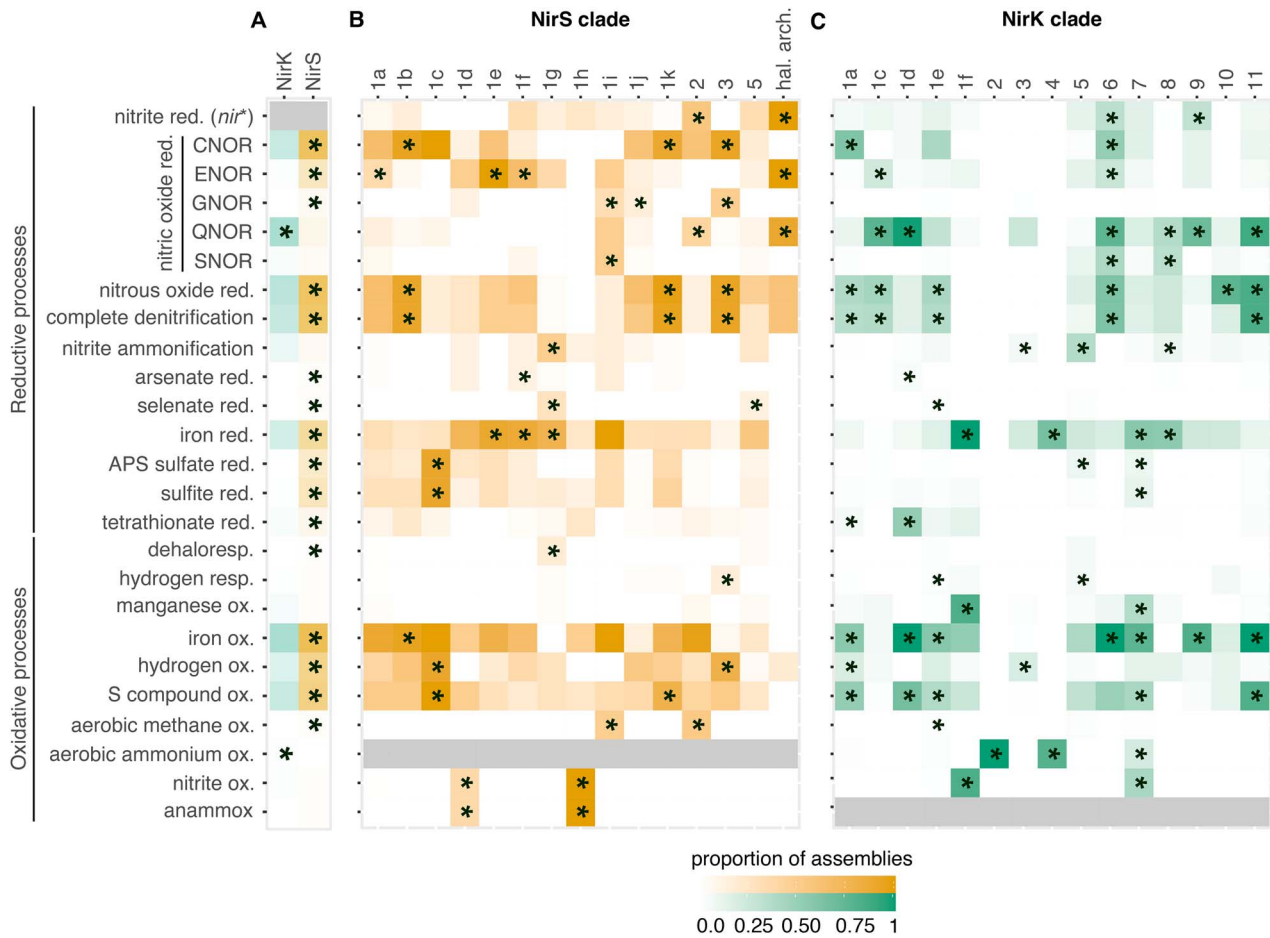 A
B
NirS clade
C
NirK clade
NirK
NirS
1a
1b
1c
1d
1e
1f
1g
1h
1i
1j
1k
2
3
5
hal. arch.
1a
1c
1d
1e
1f
2
3
4
5
6
7
8
9
10
11
Reductive processes
nitrite red. (nir*)
nitric oxide red.
CNOR
ENOR
GNOR
QNOR
SNOR
nitrous oxide red.
complete denitrification
nitrite ammonification
arsenate red.
selenate red.
iron red.
APS sulfate red.
sulfite red.
tetrathionate red.
Oxidative processes
dehaloresp.
hydrogen resp.
manganese ox.
iron ox.
hydrogen ox.
S compound ox.
aerobic methane ox.
aerobic ammonium ox.
nitrite ox.
anammox
proportion of assemblies
0.0 0.25 0.50 0.75 1